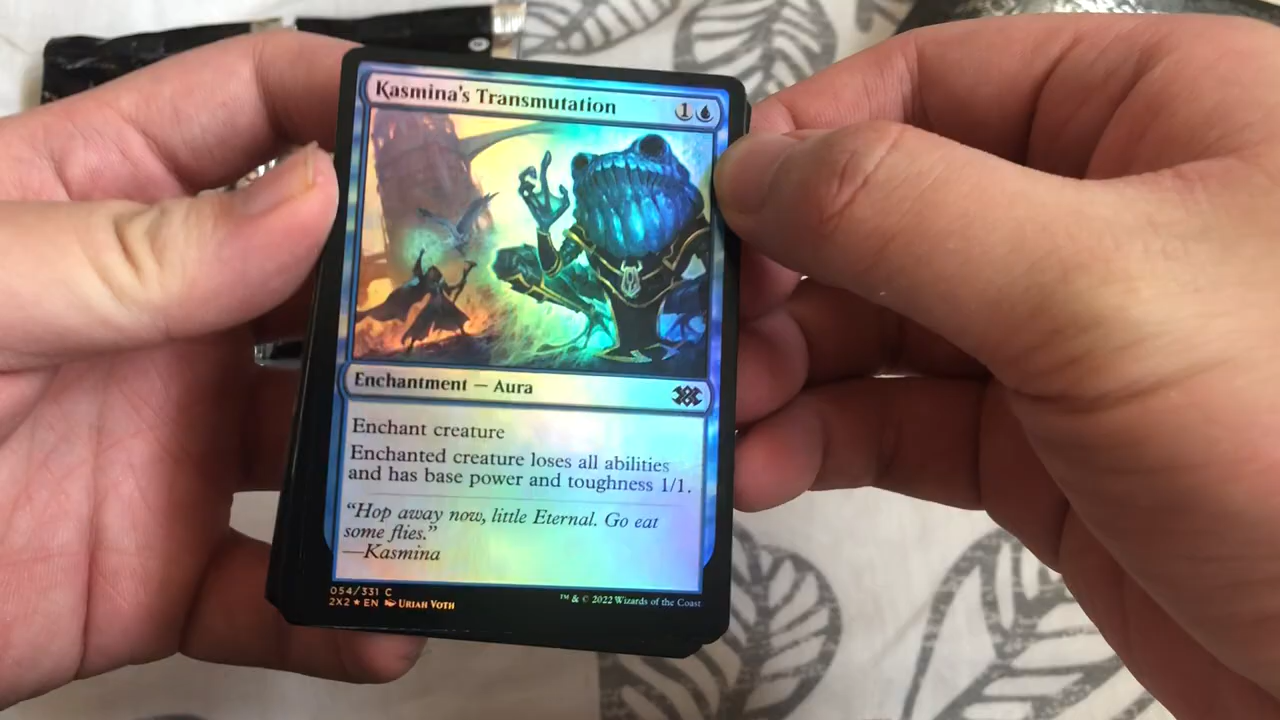 Kasmina's Transmutation 1
Enchantment — Aura
Enchant creature
Enchanted creature loses all abilities
and has base power and toughness 1/1.
“Hop away now, little Eternal. Go eat
some flies.”
—Kasmina
054/331 C
2X2 ★ EN Uriah Voth
™ & © 2022 Wizards of the Coast